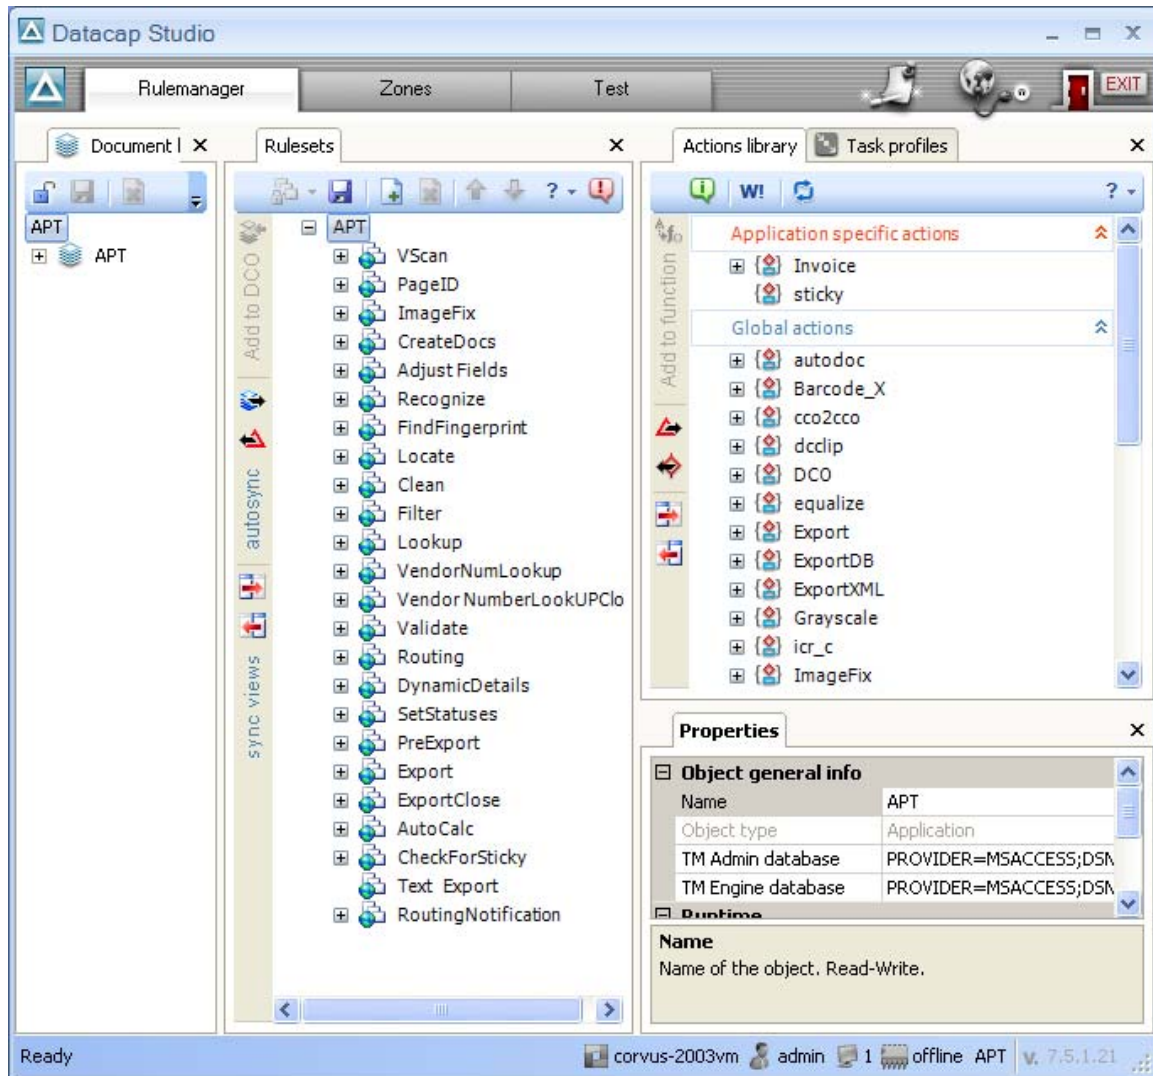 Datacap Studio
Rulemanager
Zones
Test
EXIT
Document l
APT
APT
Rulesets
?
Add to DCO
autosync
sync views
APT
VScan
PageID
ImageFix
CreateDocs
Adjust Fields
Recognize
FindFingerprint
Locate
Clean
Filter
Lookup
VendorNumLookup
Vendor NumberLookUPClo
Validate
Routing
DynamicDetails
SetStatuses
PreExport
Export
ExportClose
AutoCalc
CheckForSticky
Text Export
RoutingNotification
Actions library
Task profiles
W!
?
Add to function
Application specific actions
Invoice
sticky
Global actions
autodoc
Barcode_X
cco2cco
dcclip
DCO
equalize
Export
ExportDB
ExportXML
Grayscale
icr_c
ImageFix
Properties
Object general info
Name APT
Object type Application
TM Admin database PROVIDER=MSACCESS;DSN
TM Engine database PROVIDER=MSACCESS;DSN
Runtime
Name
Name of the object. Read-Write.
Ready
corvus-2003vm admin 1 offline APT v. 7.5.1.21